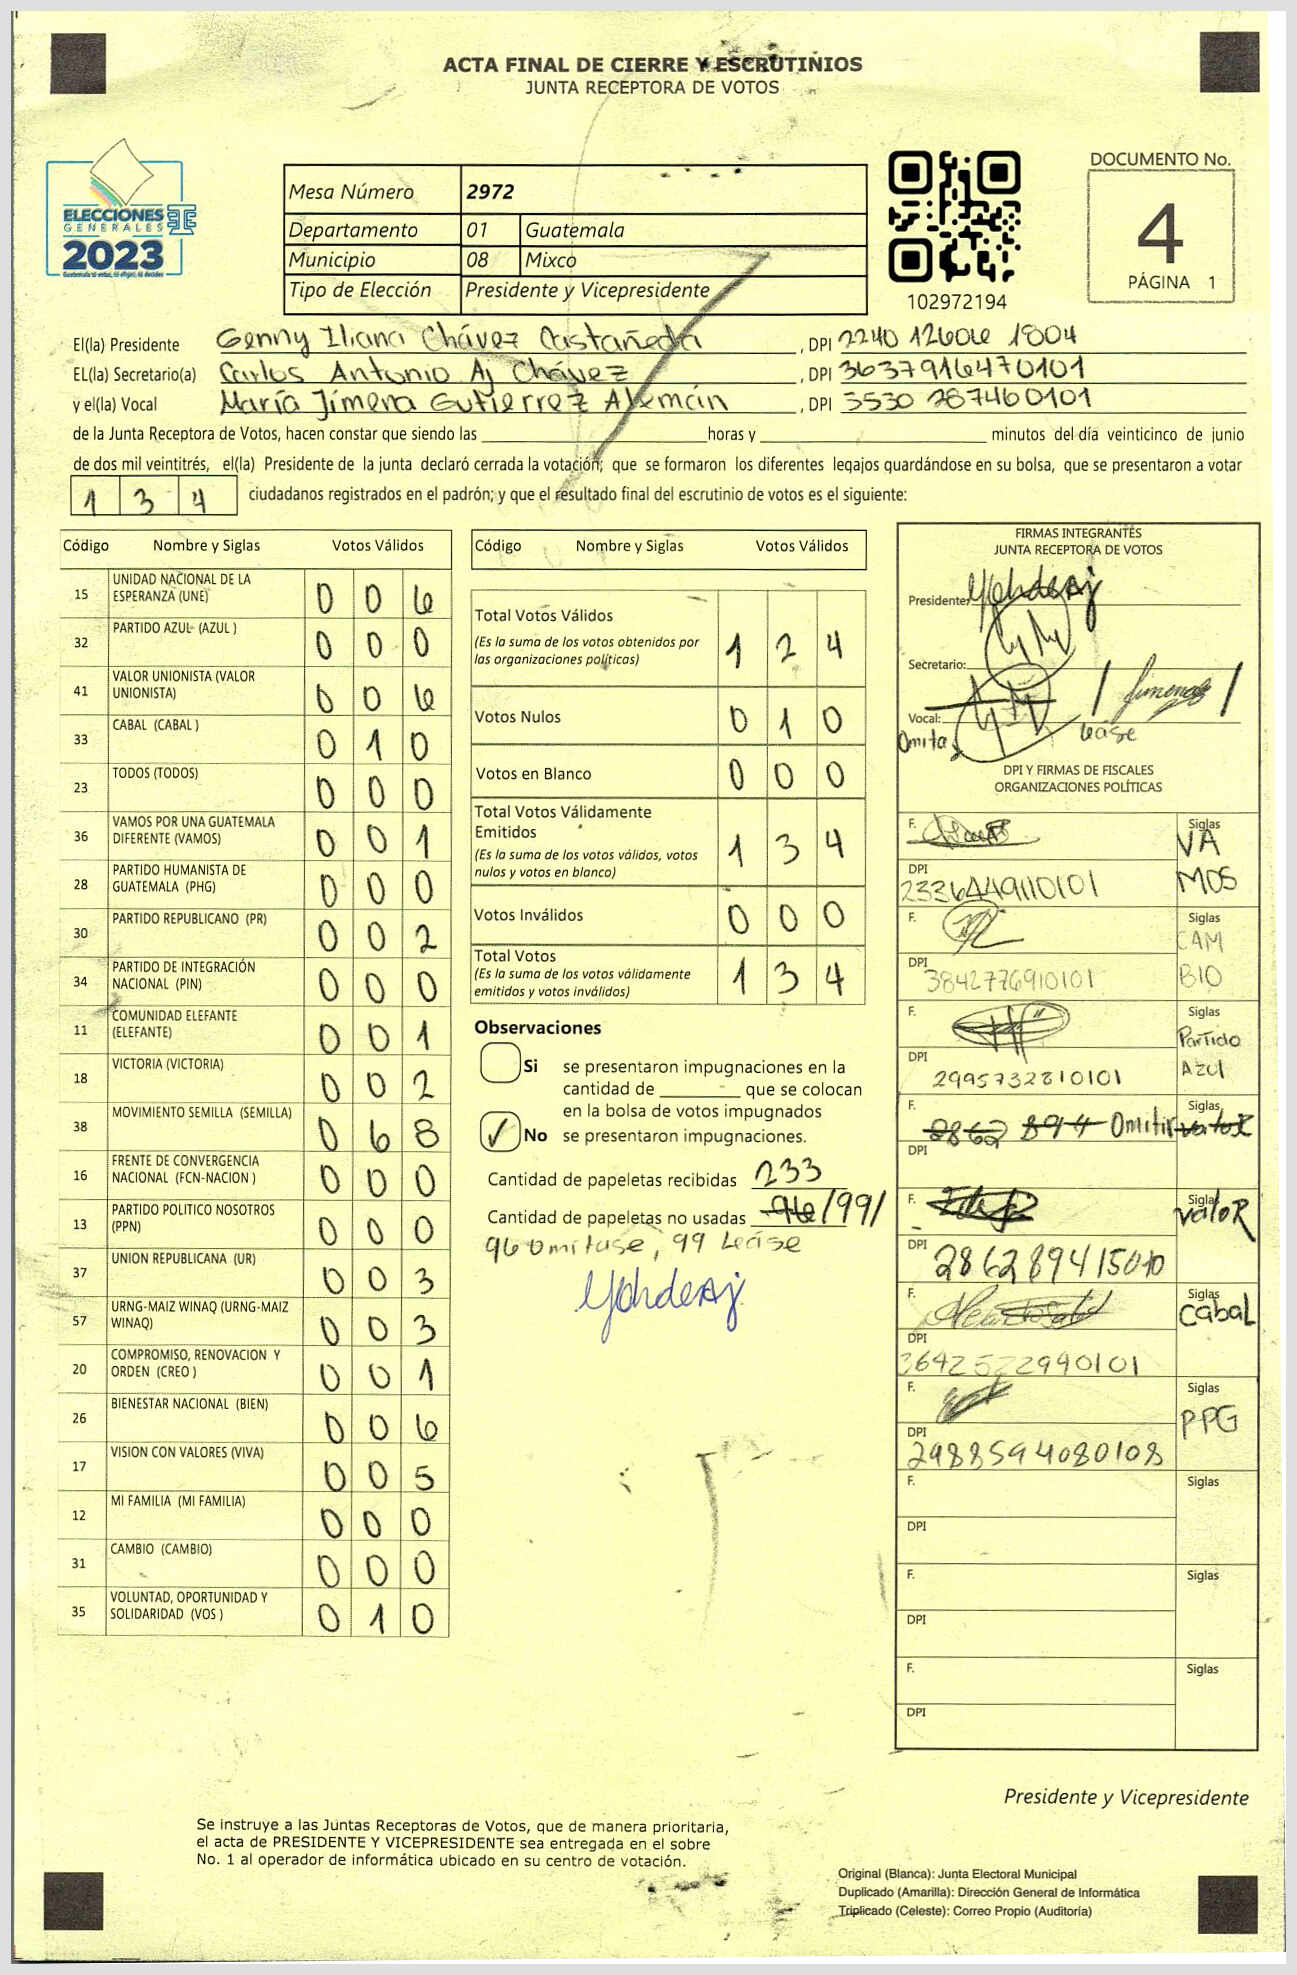 ACTA FINAL DE CIERRE Y ESCRUTINIOS
JUNTA RECEPTORA DE VOTOS
ELECCIONES
GENERALES
2023
Mesa Número 2972
Departamento 01 Guatemala
Municipio 08 Mixco
Tipo de Elección Presidente y Vicepresidente
102972194
DOCUMENTO No.
4
PÁGINA 1
El(la) Presidente Genny Iliana Chávez Castañeda, DPI 2240 12606 1804
EL(la) Secretario(a) Carlos Antonio Aj Chávez, DPI 3637916470101
y el(la) Vocal María Jimena Gutierrez Alemán, DPI 3530 287460101
de la Junta Receptora de Votos, hacen constar que siendo las horas y minutos del día veinticinco de junio
de dos mil veintitrés, el(la) Presidente de la junta declaró cerrada la votación; que se formaron los diferentes legajos guardándose en su bolsa, que se presentaron a votar
134 ciudadanos registrados en el padrón; y que el resultado final del escrutinio de votos es el siguiente:
Código Nombre y Siglas Votos Válidos
15 UNIDAD NACIONAL DE LA ESPERANZA (UNE) 0 0 6
32 PARTIDO AZUL (AZUL ) 0 0 0
41 VALOR UNIONISTA (VALOR UNIONISTA) 0 0 6
33 CABAL (CABAL ) 0 1 0
23 TODOS (TODOS) 0 0 0
36 VAMOS POR UNA GUATEMALA DIFERENTE (VAMOS) 0 0 1
28 PARTIDO HUMANISTA DE GUATEMALA (PHG) 0 0 0
30 PARTIDO REPUBLICANO (PR) 0 0 2
34 PARTIDO DE INTEGRACIÓN NACIONAL (PIN) 0 0 0
11 COMUNIDAD ELEFANTE (ELEFANTE) 0 0 1
18 VICTORIA (VICTORIA) 0 0 2
38 MOVIMIENTO SEMILLA (SEMILLA) 0 6 8
16 FRENTE DE CONVERGENCIA NACIONAL (FCN-NACION ) 0 0 0
13 PARTIDO POLITICO NOSOTROS (PPN) 0 0 0
37 UNION REPUBLICANA (UR) 0 0 3
57 URNG-MAIZ WINAQ (URNG-MAIZ WINAQ) 0 0 3
20 COMPROMISO, RENOVACION Y ORDEN (CREO ) 0 0 1
26 BIENESTAR NACIONAL (BIEN) 0 0 6
17 VISION CON VALORES (VIVA) 0 0 5
12 MI FAMILIA (MI FAMILIA) 0 0 0
31 CAMBIO (CAMBIO) 0 0 0
35 VOLUNTAD, OPORTUNIDAD Y SOLIDARIDAD (VOS ) 0 1 0
Código Nombre y Siglas Votos Válidos
Total Votos Válidos 1 2 4
(Es la suma de los votos obtenidos por
las organizaciones políticas)
Votos Nulos 0 1 0
Votos en Blanco 0 0 0
Total Votos Válidamente
Emitidos 1 3 4
(Es la suma de los votos válidos, votos
nulos y votos en blanco)
Votos Inválidos 0 0 0
Total Votos 1 3 4
(Es la suma de los votos válidamente
emitidos y votos inválidos)
Observaciones
Si se presentaron impugnaciones en la
cantidad de que se colocan
en la bolsa de votos impugnados
No se presentaron impugnaciones.
Cantidad de papeletas recibidas 233
Cantidad de papeletas no usadas 96/99/
96 omitase, 99 Lease
FIRMAS INTEGRANTES
JUNTA RECEPTORA DE VOTOS
Presidente:
Secretario:
Vocal:
Omita
/ Jimena /
Lease
DPI Y FIRMAS DE FISCALES
ORGANIZACIONES POLÍTICAS
F. Siglas VAMOS
DPI 2336449110101
F. Siglas CAMBIO
DPI 3842776910101
F. Siglas Partido Azul
DPI 2995732810101
F. 2862 894 Omitir Siglas
DPI
F. Siglas valoR
DPI 28628941501 0
F. Siglas CabaL
DPI 3642522990101
F. Siglas PPG
DPI 2988594080108
F. Siglas
DPI
F. Siglas
DPI
F. Siglas
DPI
Presidente y Vicepresidente
Se instruye a las Juntas Receptoras de Votos, que de manera prioritaria,
el acta de PRESIDENTE Y VICEPRESIDENTE sea entregada en el sobre
No. 1 al operador de informática ubicado en su centro de votación.
Original (Blanca): Junta Electoral Municipal
Duplicado (Amarilla): Dirección General de Informática
Triplicado (Celeste): Correo Propio (Auditoría)